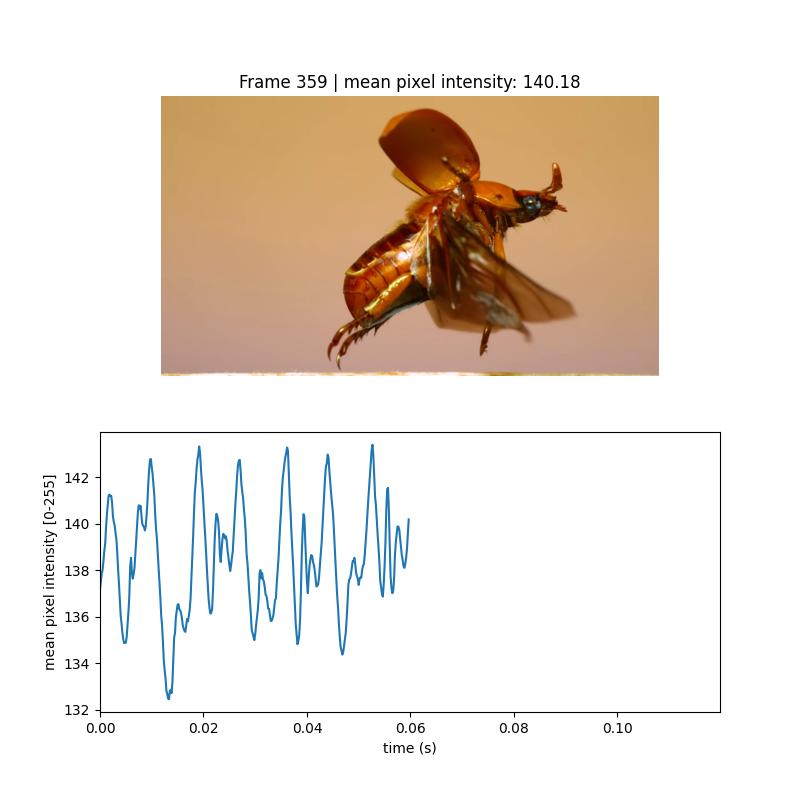 Frame 359 | mean pixel intensity: 140.18
142
140
138
136
134
132
mean pixel intensity [0-255]
0.00 0.02 0.04 0.06 0.08 0.10
time (s)